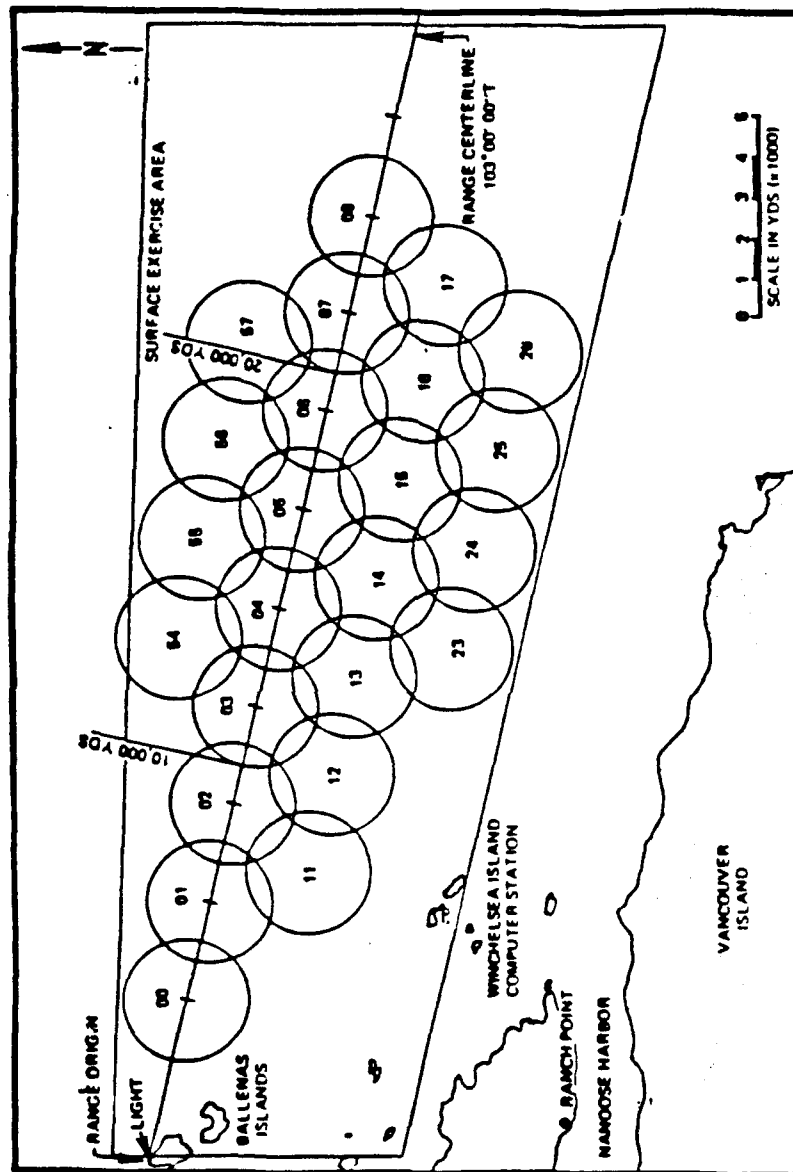 N
SURFACE EXERCISE AREA
RANGE ORIGIN
LIGHT
BALLENAS
ISLANDS
10,000 YDS
20,000 YDS
54
55
56
57
00
01
02
03
04
05
06
07
08
11
12
13
14
15
16
17
23
24
25
26
RANGE CENTERLINE
103° 00' 00"T
WINCHELSEA ISLAND
COMPUTER STATION
RANCH POINT
NANOOSE HARBOR
VANCOUVER
ISLAND
0 1 2 3 4 5
SCALE IN YDS (x 1000)